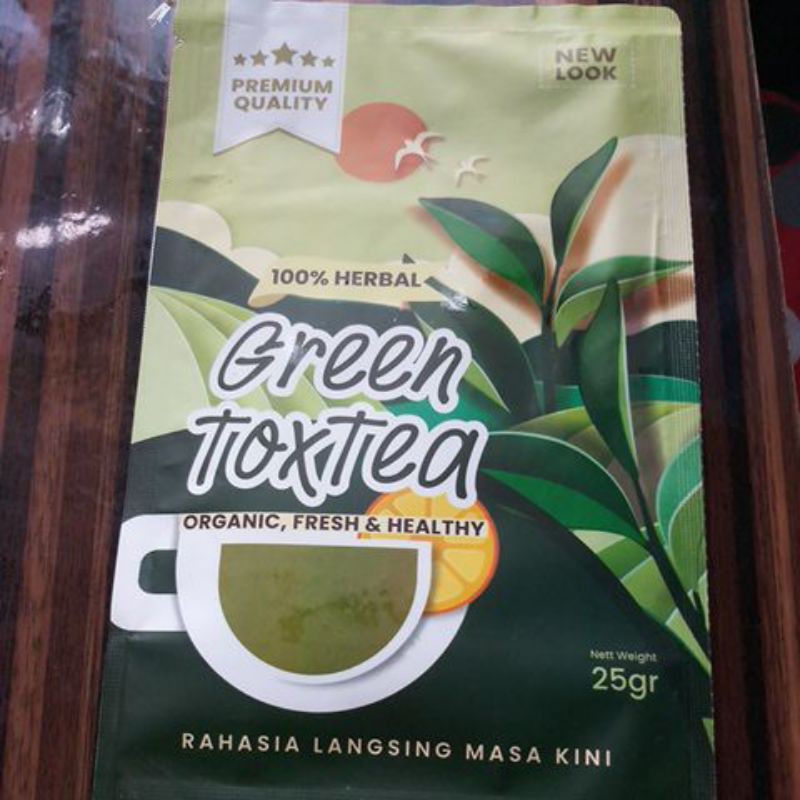 PREMIUM
QUALITY
NEW
LOOK
100% HERBAL
Green
Toxtea
ORGANIC, FRESH & HEALTHY
Nett Weight
25gr
RAHASIA LANGSING MASA KINI